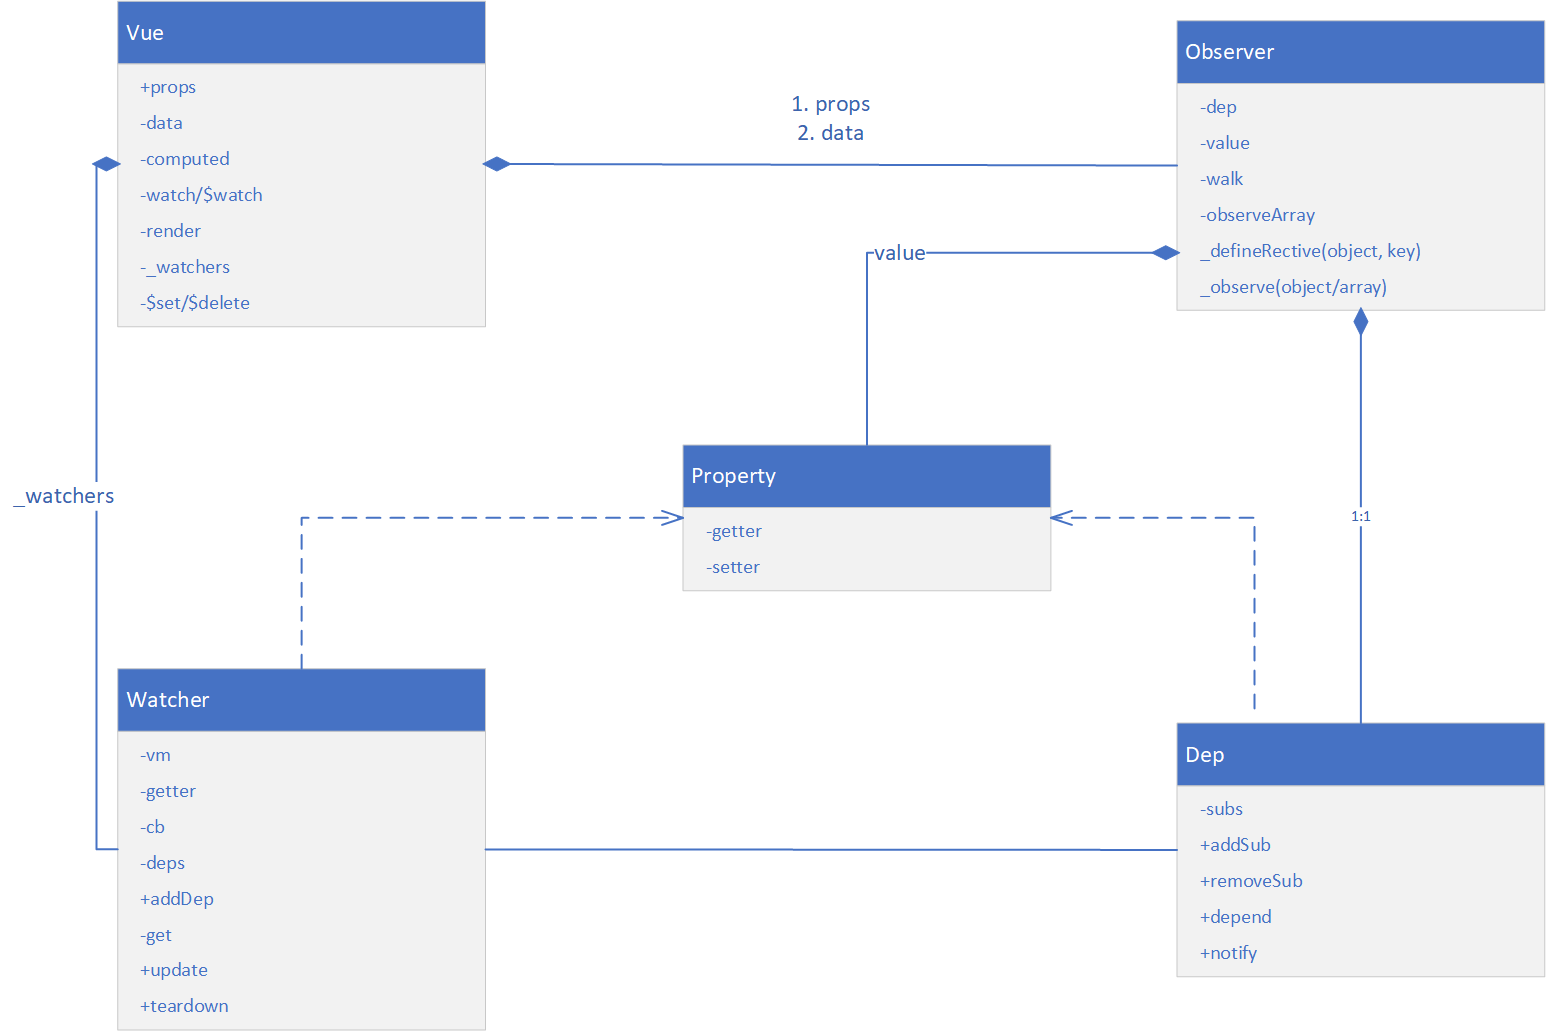 Vue
+props
-data
-computed
-watch/$watch
-render
-_watchers
-$set/$delete
1. props
2. data
Observer
-dep
-value
-walk
-observeArray
_defineRective(object, key)
_observe(object/array)
value
_watchers
Property
-getter
-setter
1:1
Watcher
-vm
-getter
-cb
-deps
+addDep
-get
+update
+teardown
Dep
-subs
+addSub
+removeSub
+depend
+notify